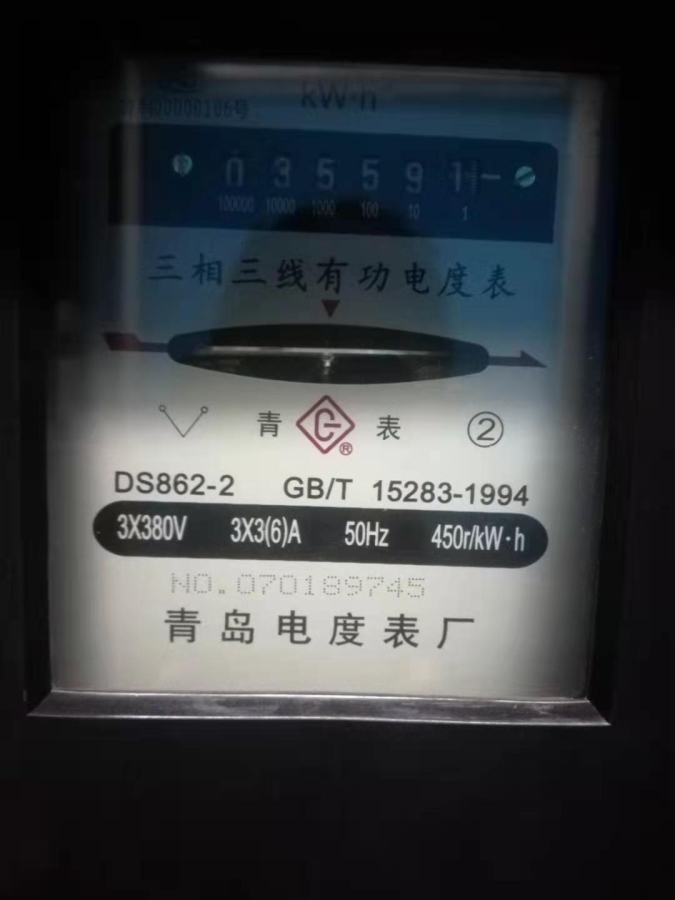 kW·h
0 3 5 5 9 1
100000 10000 1000 100 10 1
三相三线有功电度表
青 G ® 表 ②
DS862-2 GB/T 15283-1994
3X380V 3X3(6)A 50Hz 450r/kW·h
NO.070189745
青岛电度表厂